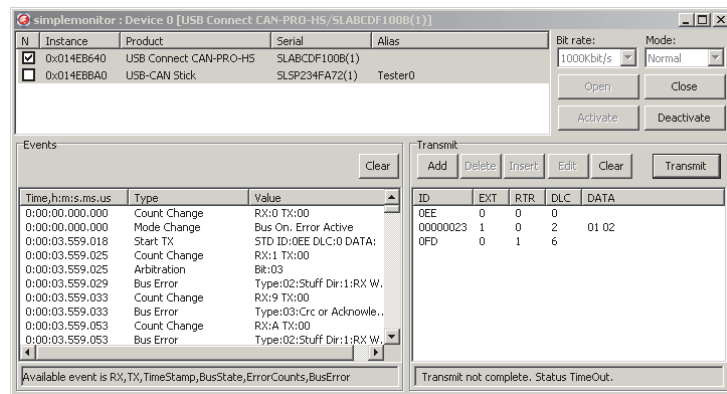 simplemonitor : Device 0 [USB Connect CAN-PRO-HS/SLABCDF100B(1)]
N Instance Product Serial Alias
0x014EB640 USB Connect CAN-PRO-HS SLABCDF100B(1)
0x014EBBA0 USB-CAN Stick SLSP234FA72(1) Tester0
Bit rate: Mode:
1000Kbit/s Normal
Open Close
Activate Deactivate
Events
Clear
Time,h:m:s.ms.us Type Value
0:00:00.000.000 Count Change RX:0 TX:00
0:00:00.000.000 Mode Change Bus On. Error Active
0:00:03.559.018 Start TX STD ID:0EE DLC:0 DATA:
0:00:03.559.025 Count Change RX:1 TX:00
0:00:03.559.025 Arbitration Bit:03
0:00:03.559.029 Bus Error Type:02:Stuff Dir:1:RX W.
0:00:03.559.033 Count Change RX:9 TX:00
0:00:03.559.033 Bus Error Type:03:Crc or Acknowle..
0:00:03.559.053 Count Change RX:A TX:00
0:00:03.559.053 Bus Error Type:02:Stuff Dir:1:RX W.
Available event is RX,TX,TimeStamp,BusState,ErrorCounts,BusError
Transmit
Add Delete Insert Edit Clear Transmit
ID EXT RTR DLC DATA
0EE 0 0 0
00000023 1 0 2 01 02
0FD 0 1 6
Transmit not complete. Status TimeOut.